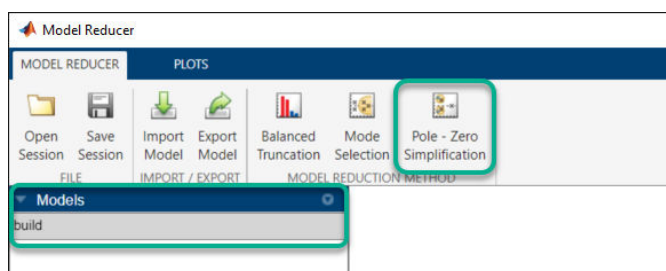 Model Reducer
MODEL REDUCER PLOTS
Open Save Import Export Balanced Mode Pole - Zero
Session Session Model Model Truncation Selection Simplification
FILE IMPORT / EXPORT MODEL REDUCTION METHOD
Models
build